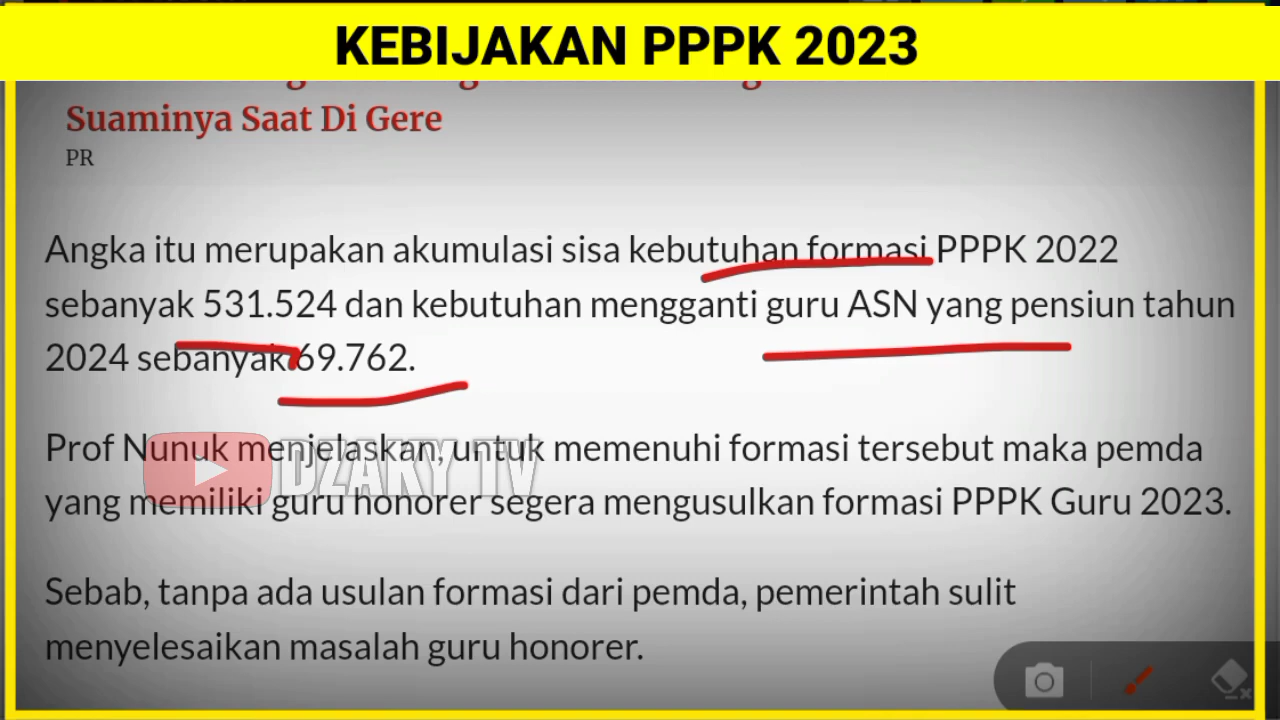 KEBIJAKAN PPPK 2023
Suaminya Saat Di Gere
PR
Angka itu merupakan akumulasi sisa kebutuhan formasi PPPK 2022
sebanyak 531.524 dan kebutuhan mengganti guru ASN yang pensiun tahun
2024 sebanyak 69.762.
Prof Nunuk menjelaskan, untuk memenuhi formasi tersebut maka pemda
DZAKY TV
yang memiliki guru honorer segera mengusulkan formasi PPPK Guru 2023.
Sebab, tanpa ada usulan formasi dari pemda, pemerintah sulit
menyelesaikan masalah guru honorer.